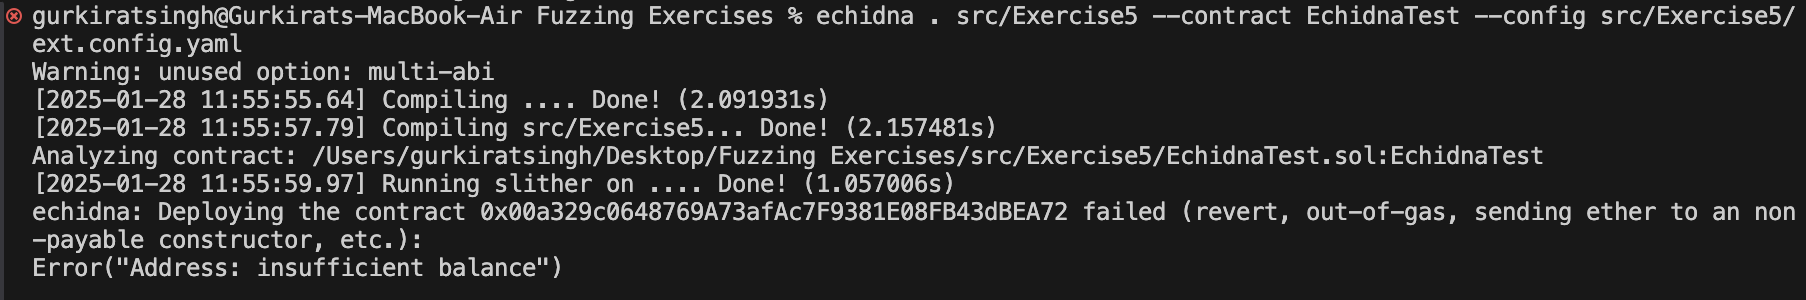 gurkiratsingh@Gurkirats-MacBook-Air Fuzzing Exercises % echidna . src/Exercise5 --contract EchidnaTest --config src/Exercise5/
ext.config.yaml
Warning: unused option: multi-abi
[2025-01-28 11:55:55.64] Compiling .... Done! (2.091931s)
[2025-01-28 11:55:57.79] Compiling src/Exercise5... Done! (2.157481s)
Analyzing contract: /Users/gurkiratsingh/Desktop/Fuzzing Exercises/src/Exercise5/EchidnaTest.sol:EchidnaTest
[2025-01-28 11:55:59.97] Running slither on .... Done! (1.057006s)
echidna: Deploying the contract 0x00a329c0648769A73afAc7F9381E08FB43dBEA72 failed (revert, out-of-gas, sending ether to an non
-payable constructor, etc.):
Error("Address: insufficient balance")